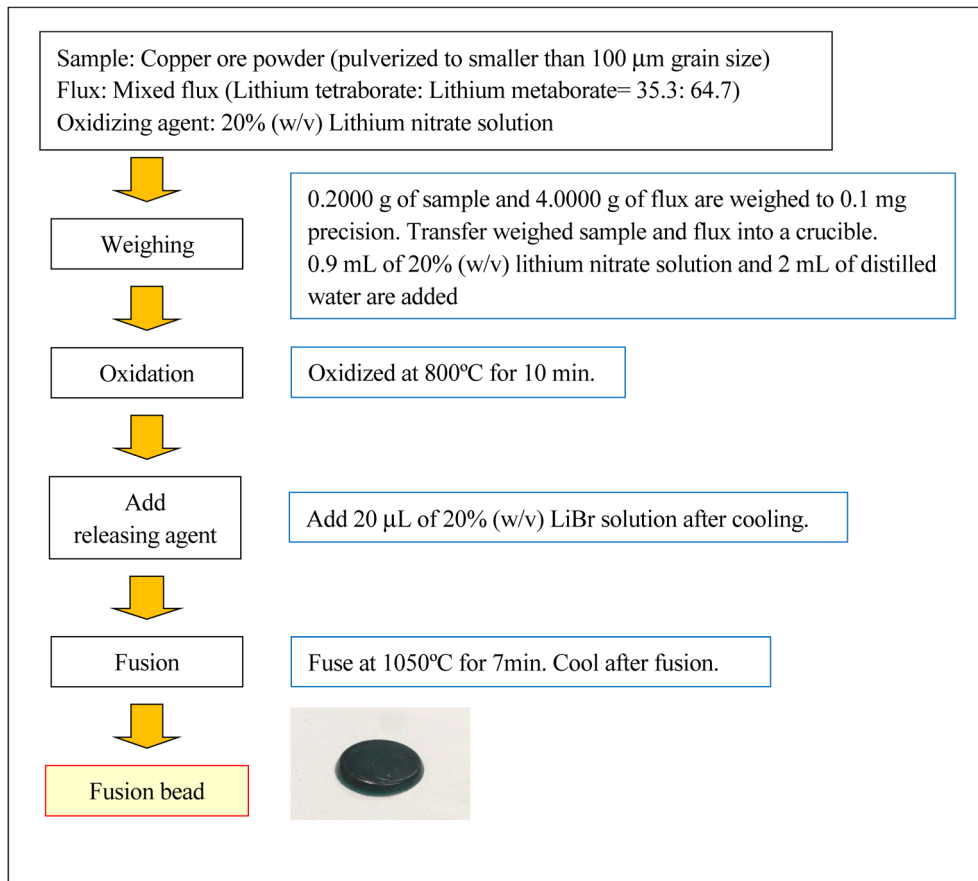 Sample: Copper ore powder (pulverized to smaller than 100 μm grain size)
Flux: Mixed flux (Lithium tetraborate: Lithium metaborate= 35.3: 64.7)
Oxidizing agent: 20% (w/v) Lithium nitrate solution
Weighing
0.2000 g of sample and 4.0000 g of flux are weighed to 0.1 mg
precision. Transfer weighed sample and flux into a crucible.
0.9 mL of 20% (w/v) lithium nitrate solution and 2 mL of distilled
water are added
Oxidation
Oxidized at 800ºC for 10 min.
Add
releasing agent
Add 20 μL of 20% (w/v) LiBr solution after cooling.
Fusion
Fuse at 1050ºC for 7min. Cool after fusion.
Fusion bead